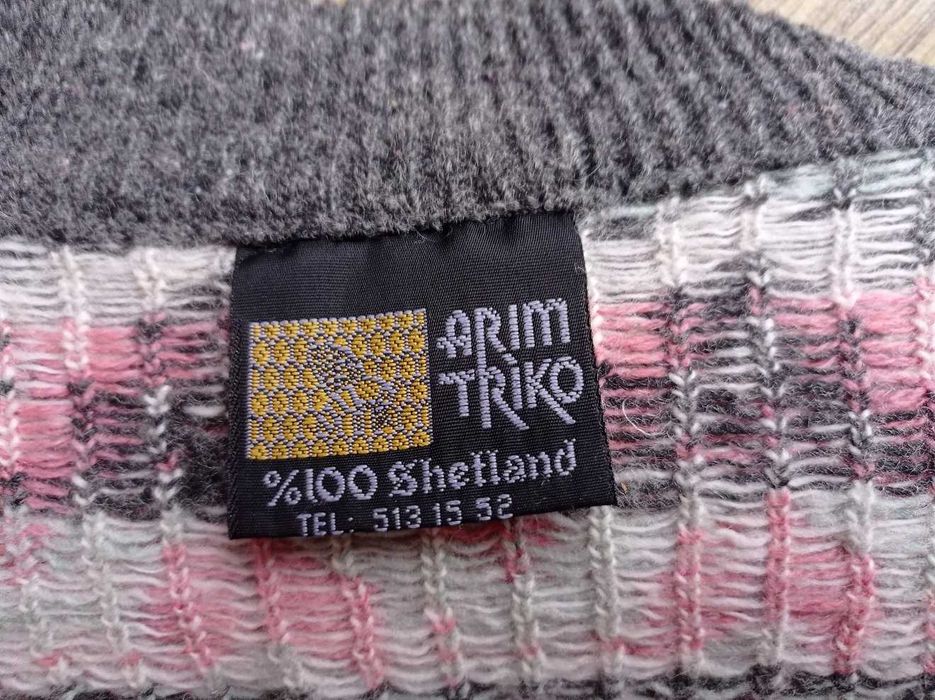 ARIM
TRIKO
%100 Shetland
TEL: 513 15 52